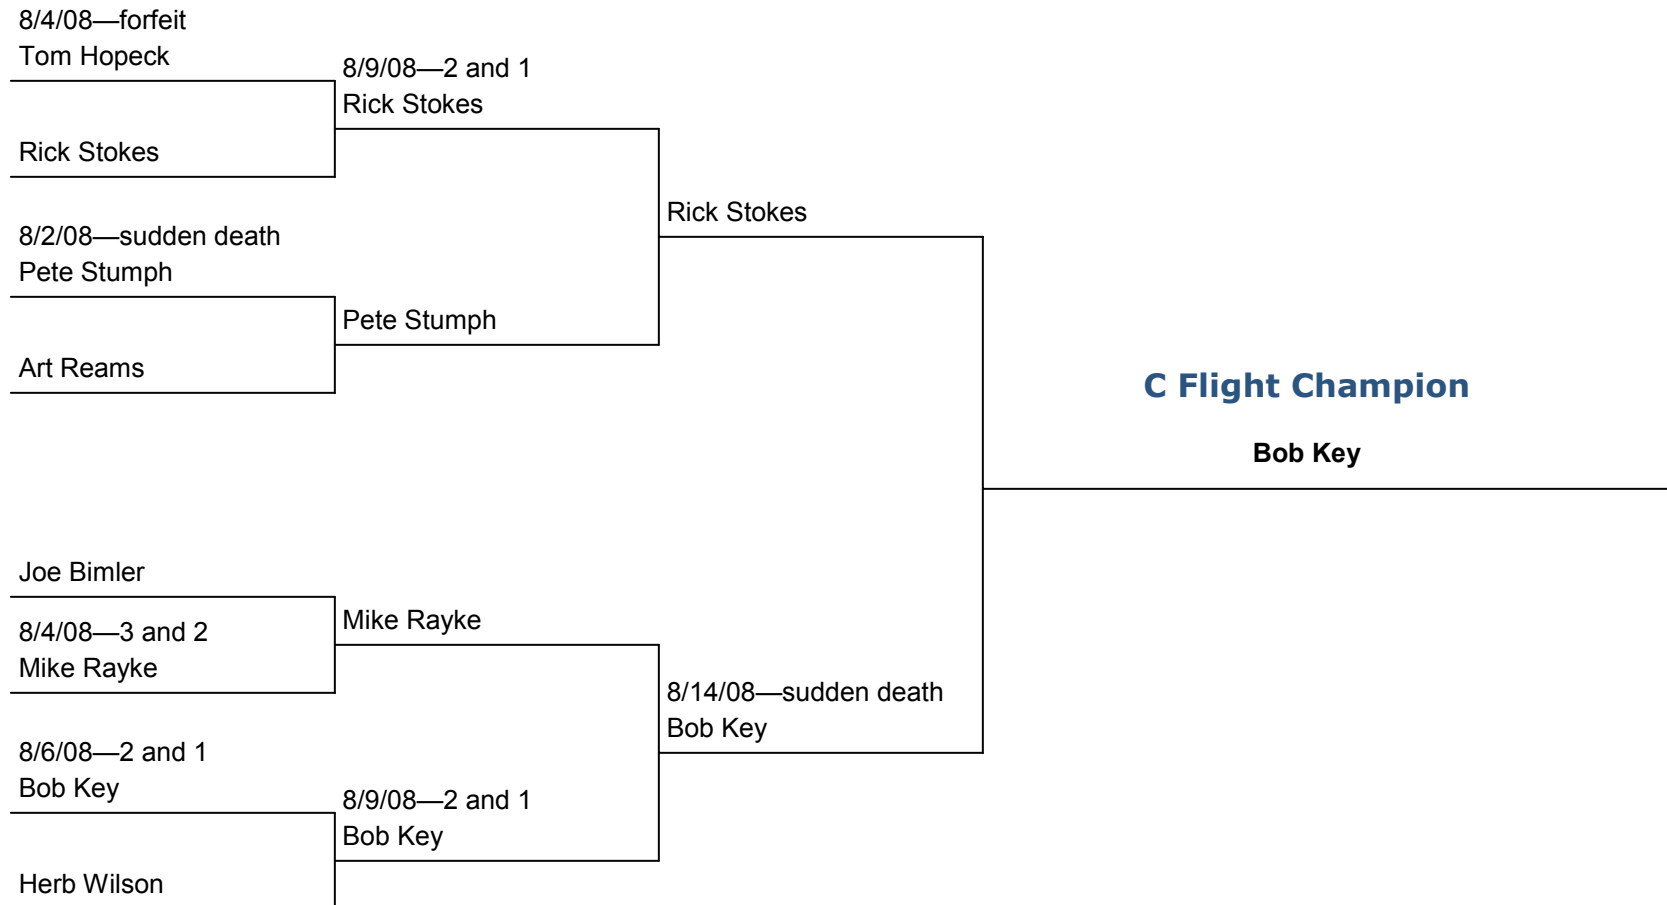 8/4/08—forfeit
Tom Hopeck
Rick Stokes
8/2/08—sudden death
Pete Stumph
Art Reams
Joe Bimler
8/4/08—3 and 2
Mike Rayke
8/6/08—2 and 1
Bob Key
Herb Wilson
8/9/08—2 and 1
Rick Stokes
Pete Stumph
Mike Rayke
8/9/08—2 and 1
Bob Key
Rick Stokes
8/14/08—sudden death
Bob Key
C Flight Champion
Bob Key